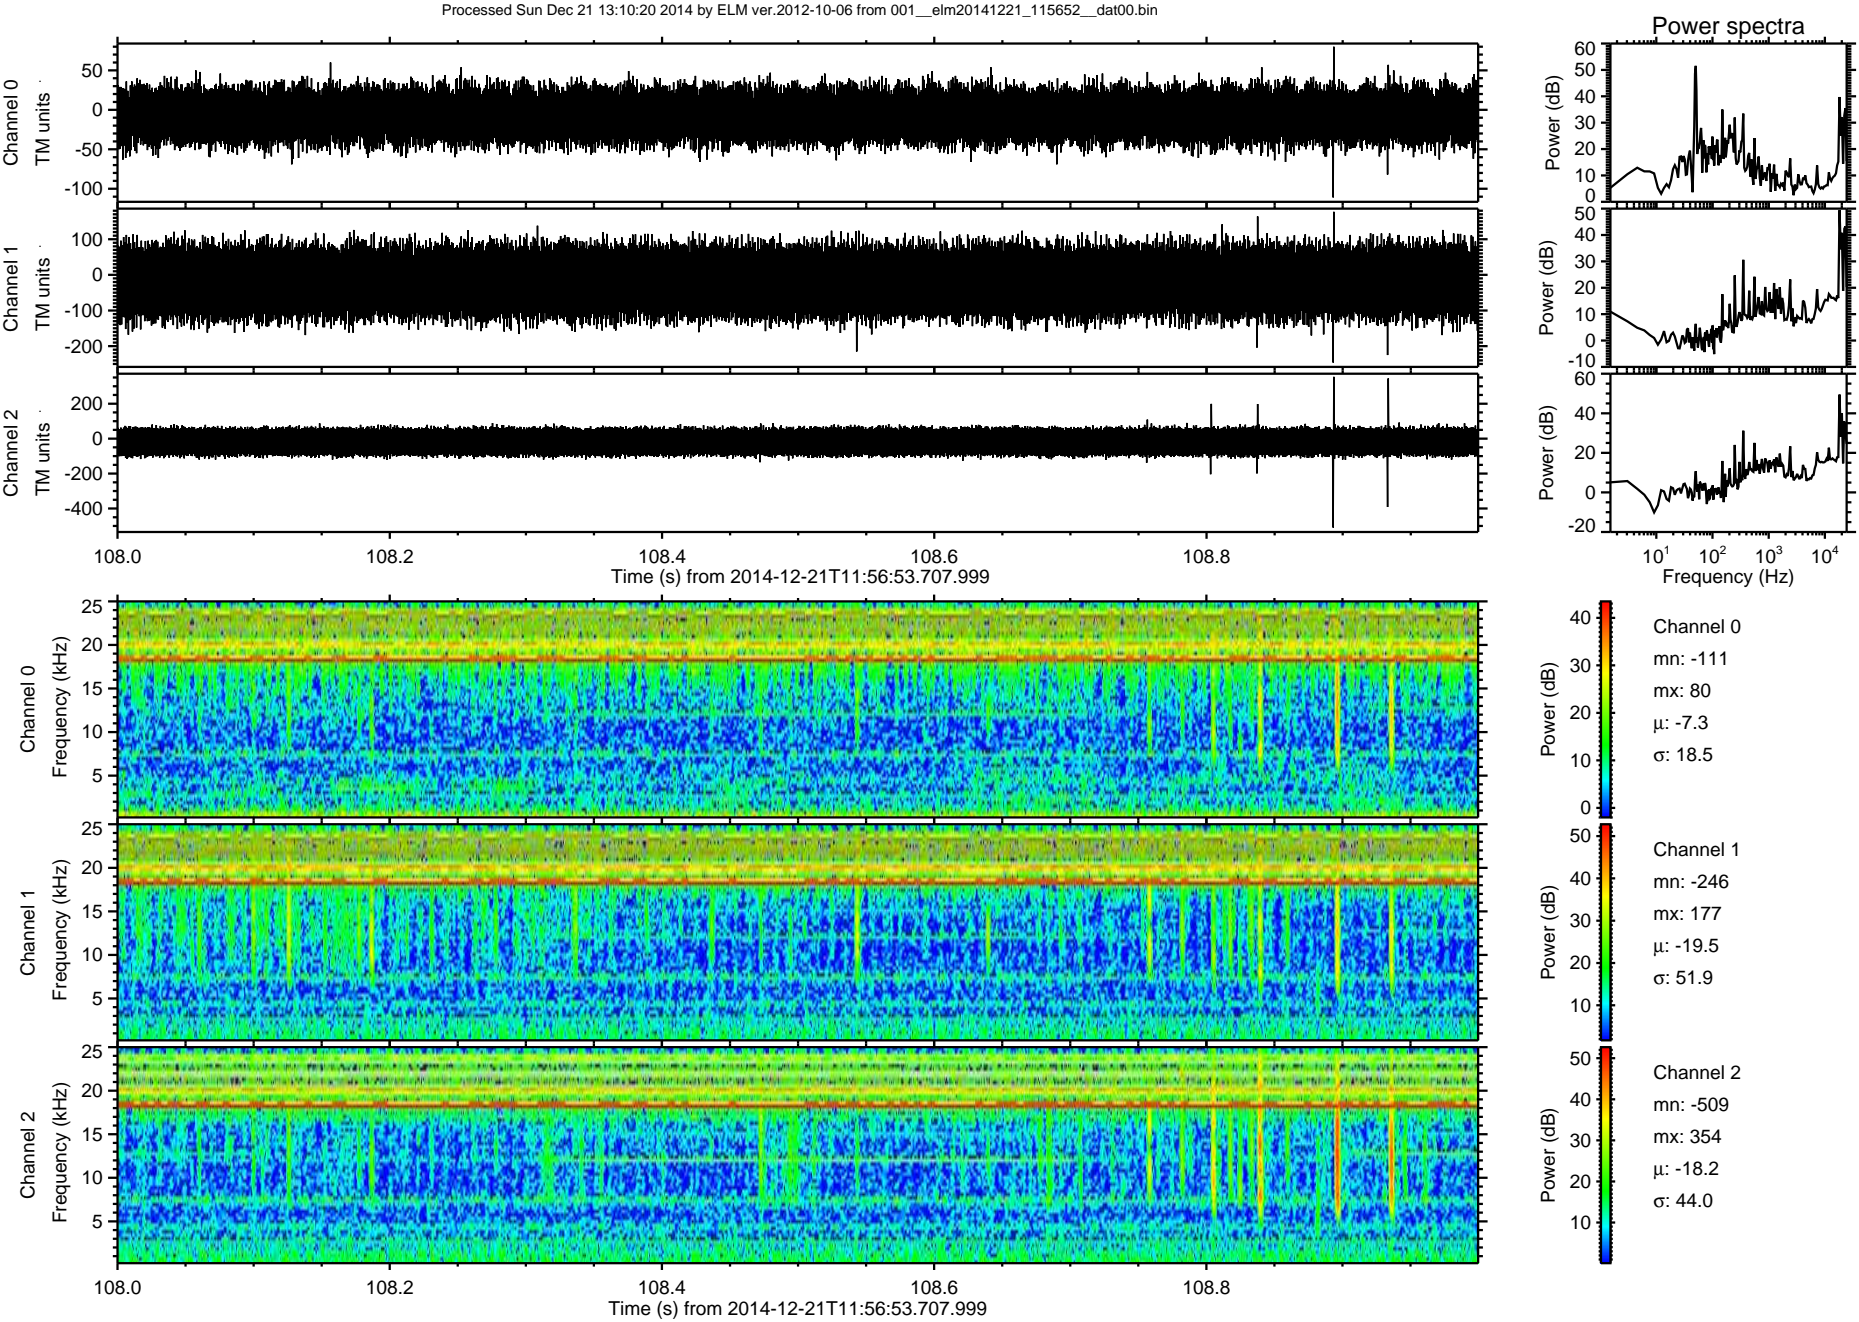 Processed Sun Dec 21 13:10:20 2014 by ELM ver.2012-10-06 from 001__elm20141221_115652__dat00.bin
Power spectra
Channel 0
TM units
50
0
-50
-100
Power (dB)
60
50
40
30
20
10
0
Channel 1
TM units
100
0
-100
-200
Power (dB)
50
40
30
20
10
0
-10
Channel 2
TM units
200
0
-200
-400
Power (dB)
60
40
20
0
-20
108.0 108.2 108.4 108.6 108.8
Time (s) from 2014-12-21T11:56:53.707.999
10^1 10^2 10^3 10^4
Frequency (Hz)
Channel 0
Frequency (kHz)
25
20
15
10
5
Power (dB)
40
30
20
10
0
Channel 0
mn: -111
mx: 80
μ: -7.3
σ: 18.5
Channel 1
Frequency (kHz)
25
20
15
10
5
Power (dB)
50
40
30
20
10
Channel 1
mn: -246
mx: 177
μ: -19.5
σ: 51.9
Channel 2
Frequency (kHz)
25
20
15
10
5
Power (dB)
50
40
30
20
10
Channel 2
mn: -509
mx: 354
μ: -18.2
σ: 44.0
108.0 108.2 108.4 108.6 108.8
Time (s) from 2014-12-21T11:56:53.707.999